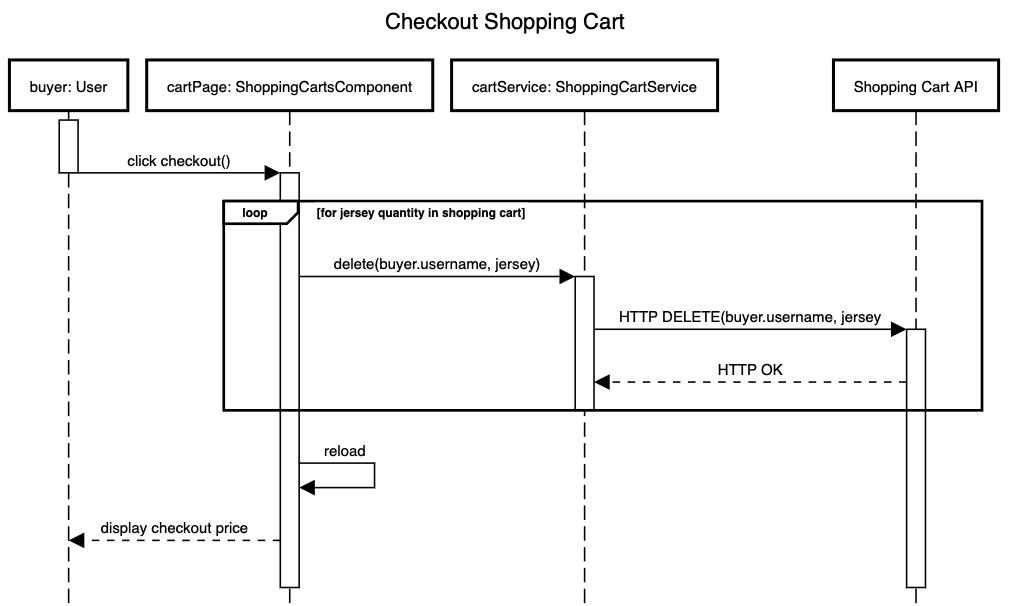 Checkout Shopping Cart
buyer: User
cartPage: ShoppingCartsComponent
cartService: ShoppingCartService
Shopping Cart API
click checkout()
loop
[for jersey quantity in shopping cart]
delete(buyer.username, jersey)
HTTP DELETE(buyer.username, jersey
HTTP OK
reload
display checkout price